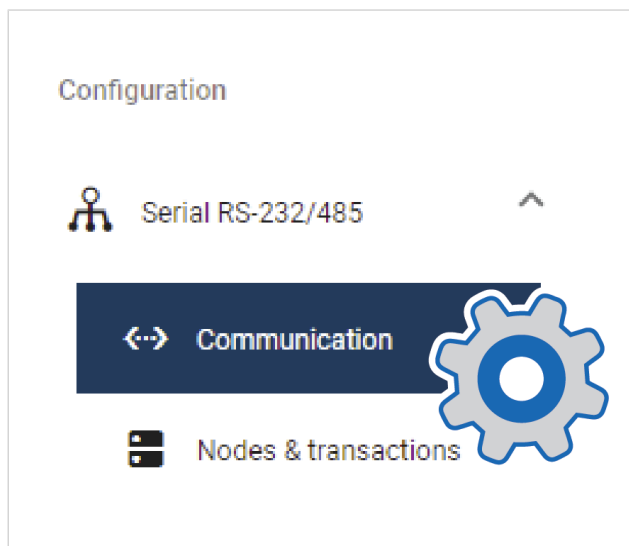 Configuration
Serial RS-232/485
Communication
Nodes & transactions